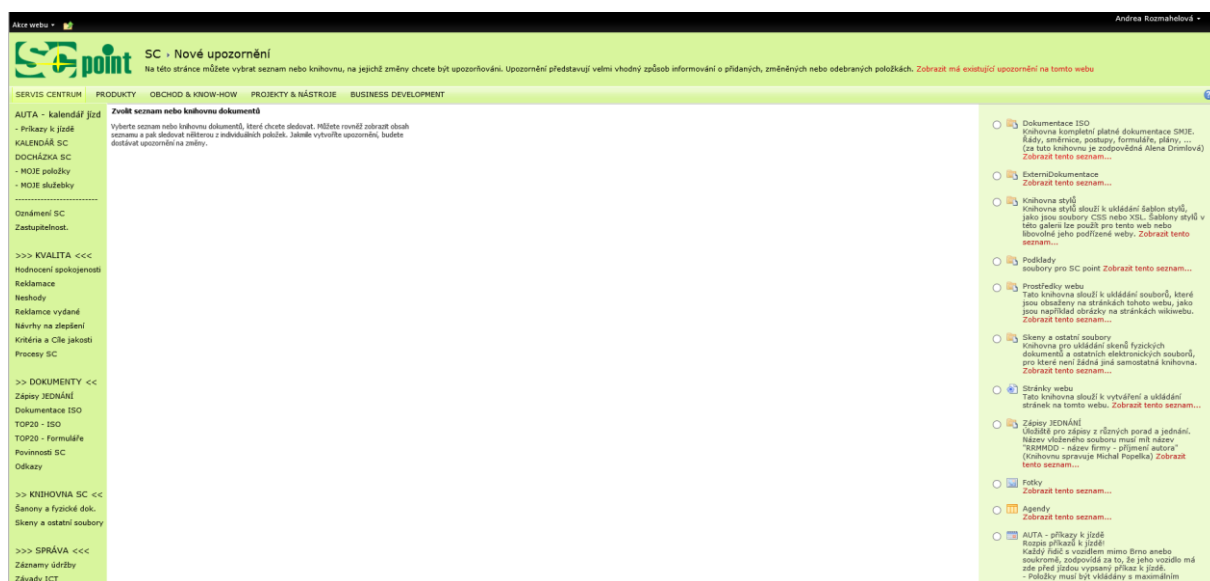 Akce webu
Andrea Rozmahelová
SC point
SC › Nové upozornění
Na této stránce můžete vybrat seznam nebo knihovnu, na jejichž změny chcete být upozorňováni. Upozornění představují velmi vhodný způsob informování o přidaných, změněných nebo odebraných položkách. Zobrazit má existující upozornění na tomto webu
SERVIS CENTRUM PRODUKTY OBCHOD & KNOW-HOW PROJEKTY & NÁSTROJE BUSINESS DEVELOPMENT
AUTA - kalendář jízd
- Príkazy k jízdě
KALENDÁŘ SC
DOCHÁZKA SC
- MOJE položky
- MOJE služebky
--------------------------
Oznámení SC
Zastupitelnost.
>>> KVALITA <<<
Hodnocení spokojenosti
Reklamace
Neshody
Reklamce vydané
Návrhy na zlepšení
Kritéria a Cíle jakosti
Procesy SC
>> DOKUMENTY <<
Zápisy JEDNÁNÍ
Dokumentace ISO
TOP20 - ISO
TOP20 - Formuláře
Povinnosti SC
Odkazy
>> KNIHOVNA SC <<
Šanony a fyzické dok.
Skeny a ostatní soubory
>>> SPRÁVA <<<
Záznamy údržby
Závady ICT
Zvolit seznam nebo knihovnu dokumentů
Vyberte seznam nebo knihovnu dokumentů, které chcete sledovat. Můžete rovněž zobrazit obsah
seznamu a pak sledovat některou z individuálních položek. Jakmile vytvoříte upozornění, budete
dostávat upozornění na změny.
Dokumentace ISO
Knihovna kompletní platné dokumentace SMJE.
Řády, směrnice, postupy, formuláře, plány, ...
(za tuto knihovnu je zodpovědná Alena Drimlová)
Zobrazit tento seznam...
ExterniDokumentace
Zobrazit tento seznam...
Knihovna stylů
Knihovna stylů slouží k ukládání šablon stylů,
jako jsou soubory CSS nebo XSL. Šablony stylů v
této galerii lze použít pro tento web nebo
libovolné jeho podřízené weby. Zobrazit tento
seznam...
Podklady
soubory pro SC point Zobrazit tento seznam...
Prostředky webu
Tato knihovna slouží k ukládání souborů, které
jsou obsaženy na stránkách tohoto webu, jako
jsou například obrázky na stránkách wikiwebu.
Zobrazit tento seznam...
Skeny a ostatní soubory
Knihovna pro ukládání skenů fyzických
dokumentů a ostatních elektronických souborů,
pro které není žádná jiná samostatná knihovna.
Zobrazit tento seznam...
Stránky webu
Tato knihovna slouží k vytváření a ukládání
stránek na tomto webu. Zobrazit tento seznam...
Zápisy JEDNÁNÍ
Úložiště pro zápisy z různých porad a jednání.
Název vloženého souboru musí mít název
"RRMMDD - název firmy - příjmení autora"
(Knihovnu spravuje Michal Popelka) Zobrazit
tento seznam...
Fotky
Zobrazit tento seznam...
Agendy
Zobrazit tento seznam...
AUTA - příkazy k jízdě
Rozpis příkazů k jízdě!
Každý řidič s vozidlem mimo Brno anebo
soukromě, zodpovídá za to, že jeho vozidlo má
zde před jízdou vypsaný příkaz k jízdě.
- Položky musí být vkládány s maximálním